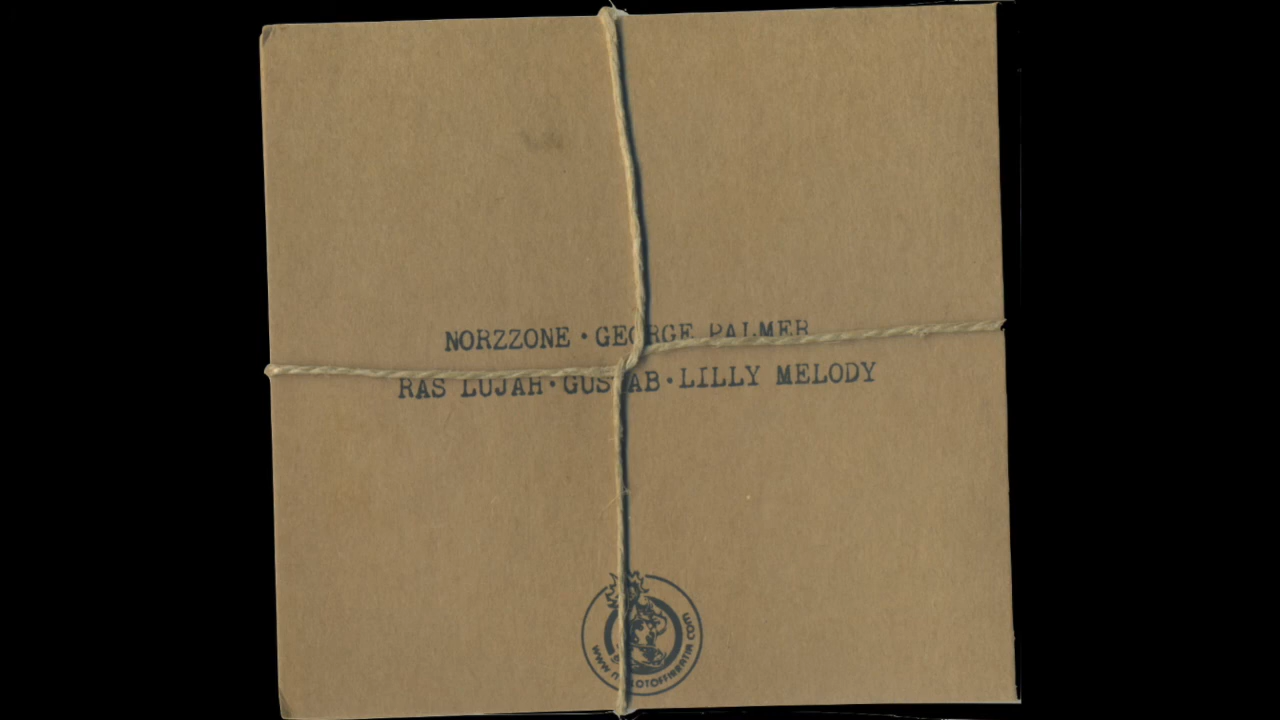 NORZZONE · GEORGE PALMER
RAS LUJAH · GUSTAB · LILLY MELODY